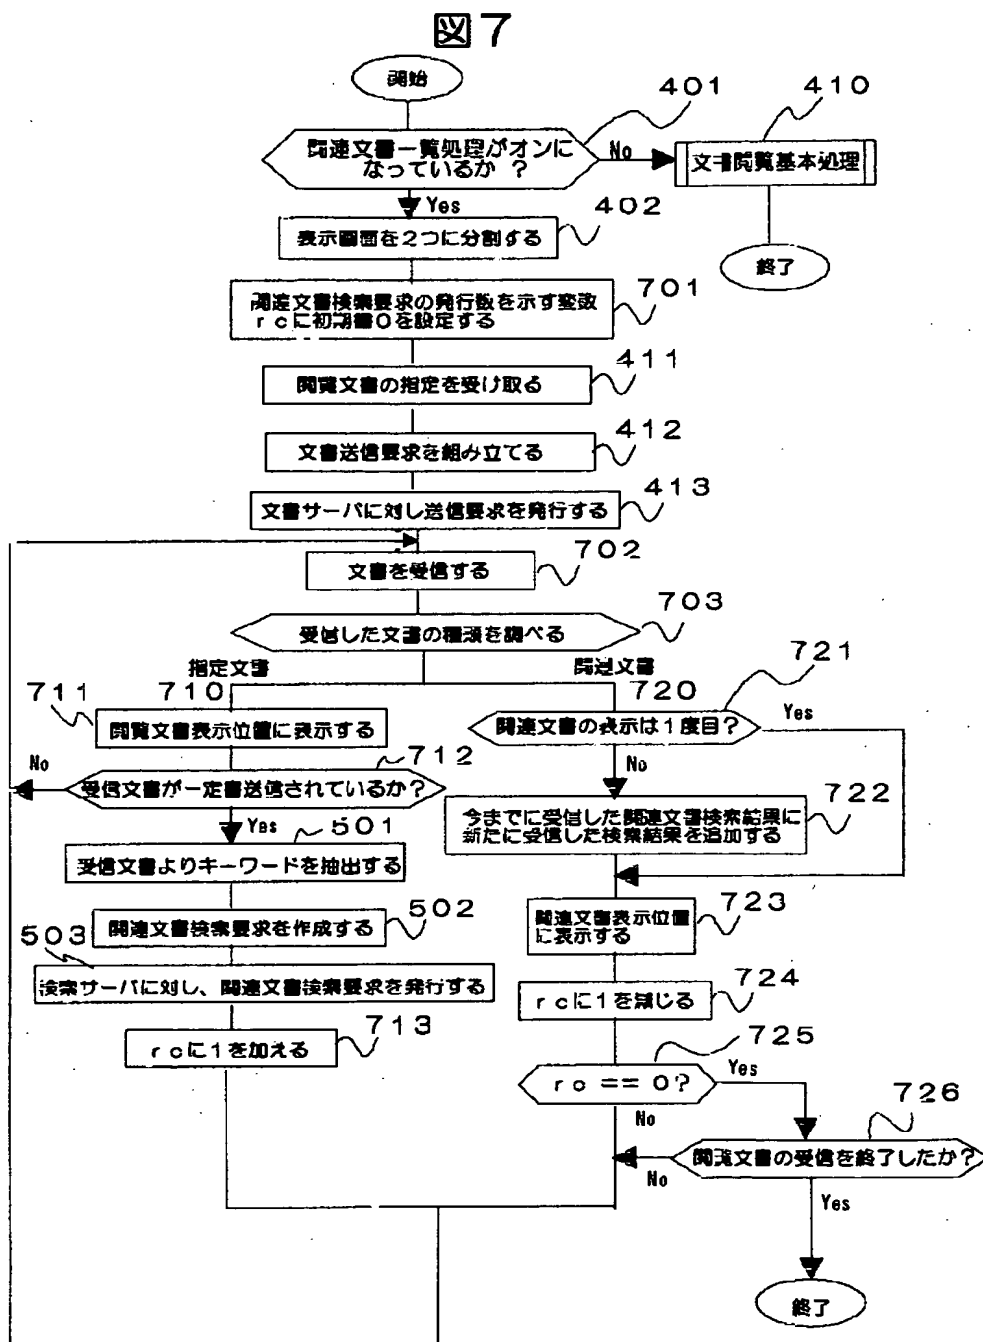 図7
開始
401
410
関連文書一覧処理がオンに
なっているか ?
No
文書閲覧基本処理
Yes
402
表示画面を2つに分割する
終了
701
関連文書検索要求の発行数を示す変数
rcに初期書0を設定する
411
閲覧文書の指定を受け取る
412
文書送信要求を組み立てる
413
文書サーバに対し送信要求を発行する
702
文書を受信する
703
受信した文書の種類を調べる
指定文書
関連文書
721
711
710
720
閲覧文書表示位置に表示する
関連文書の表示は1度目?
Yes
No
712
受信文書が一定書送信されているか?
No
722
今までに受信した関連文書検索結果に
新たに受信した検索結果を追加する
Yes
501
受信文書よりキーワードを抽出する
502
関連文書検索要求を作成する
723
関連文書表示位置
に表示する
503
検索サーバに対し、関連文書検索要求を発行する
724
rcに1を減じる
713
rcに1を加える
725
rc == 0?
Yes
No
726
閲覧文書の受信を終了したか?
No
Yes
終了